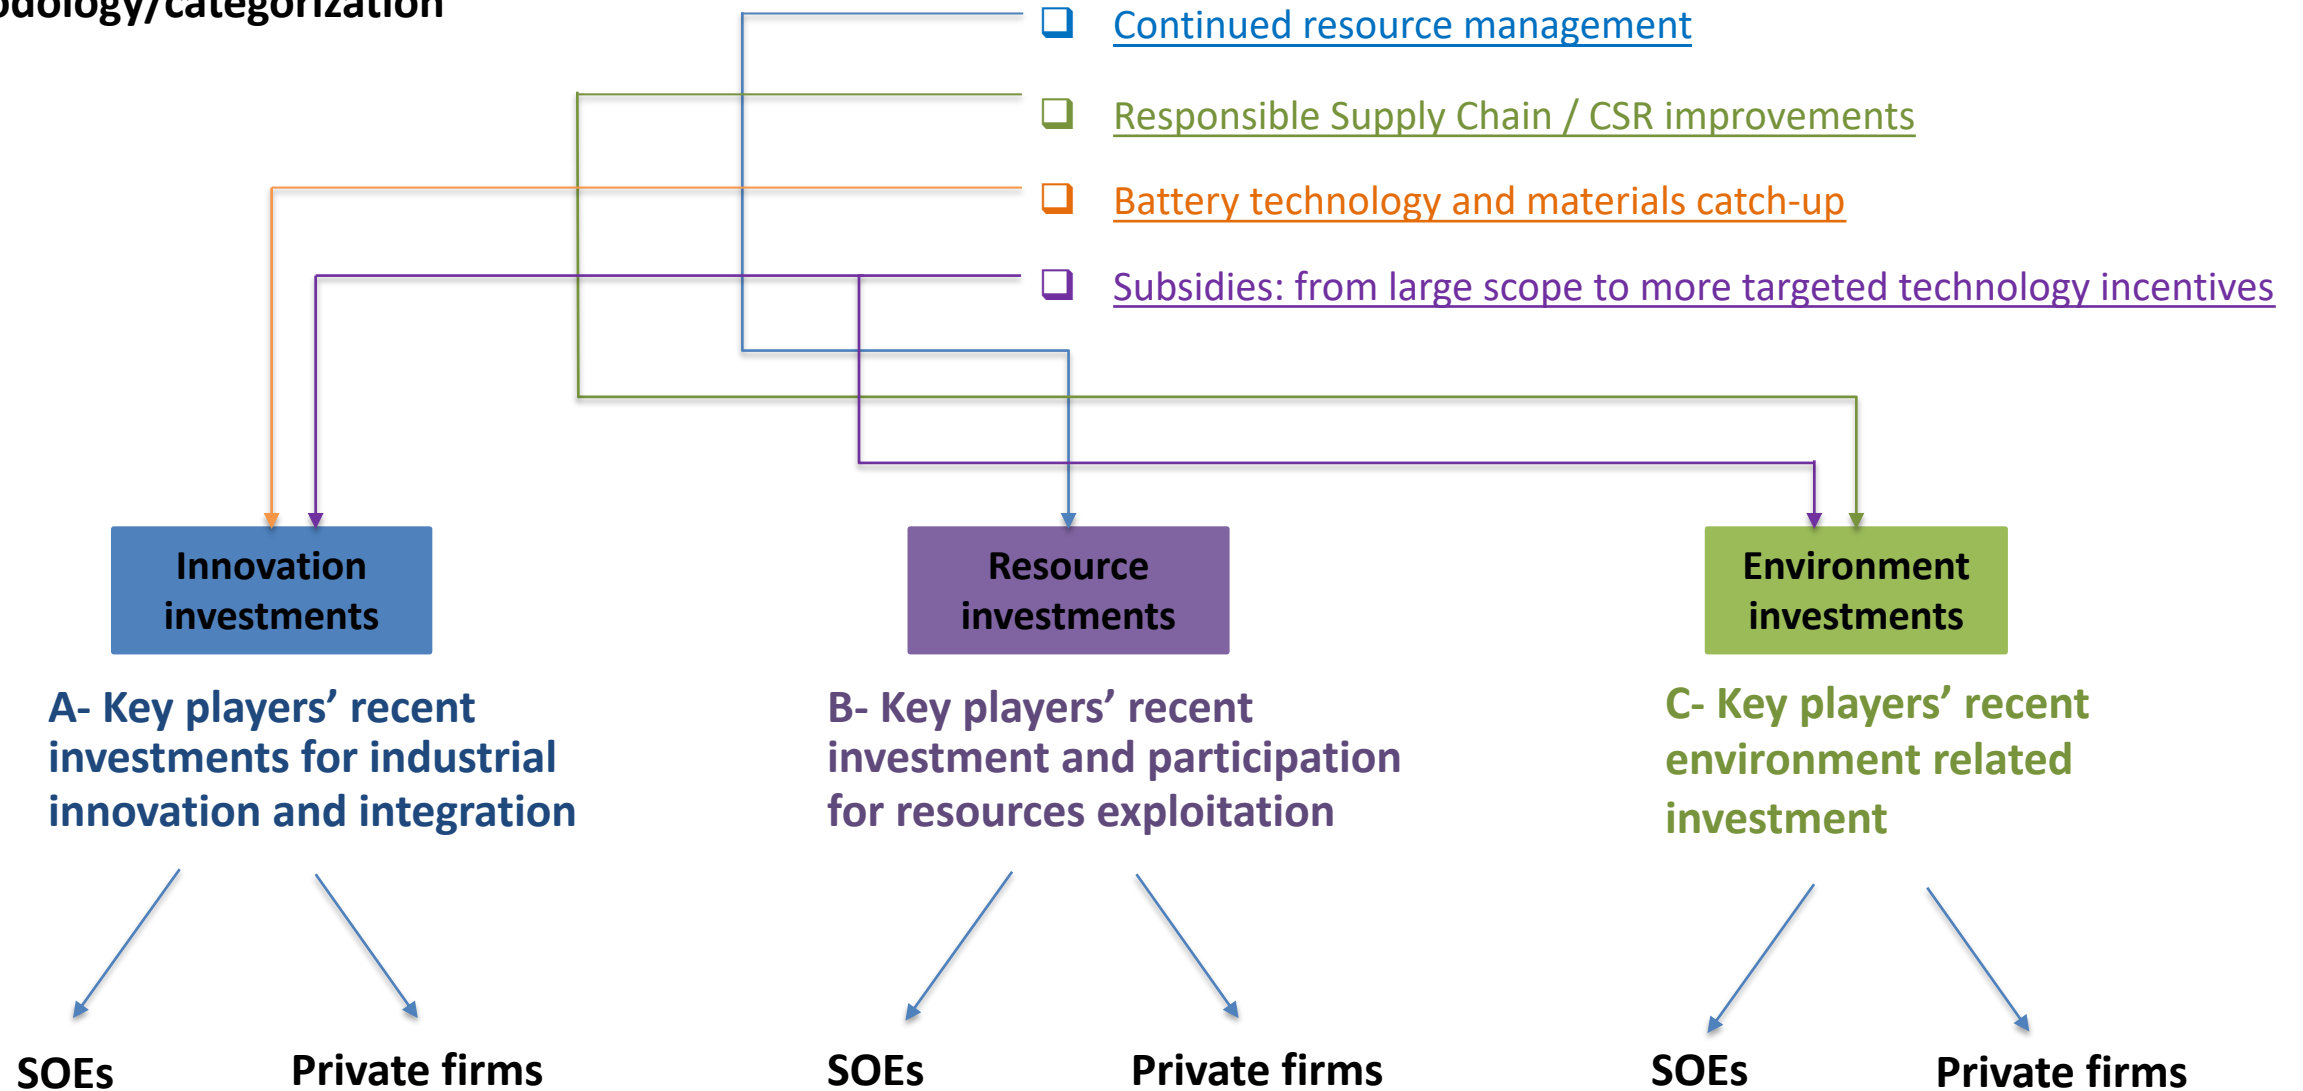 Continued resource management
Responsible Supply Chain / CSR improvements
Battery technology and materials catch-up
Subsidies: from large scope to more targeted technology incentives
Innovation
investments
Resource
investments
Environment
investments
A- Key players’ recent
investments for industrial
innovation and integration
B- Key players’ recent
investment and participation
for resources exploitation
C- Key players’ recent
environment related
investment
SOEs
Private firms
SOEs
Private firms
SOEs
Private firms